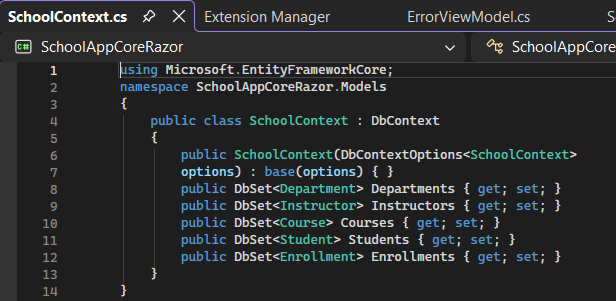 SchoolContext.cs Extension Manager ErrorViewModel.cs S
C# SchoolAppCoreRazor SchoolAppCore
1 using Microsoft.EntityFrameworkCore;
2 namespace SchoolAppCoreRazor.Models
3 {
4 public class SchoolContext : DbContext
5 {
6 public SchoolContext(DbContextOptions<SchoolContext>
7 options) : base(options) { }
8 public DbSet<Department> Departments { get; set; }
9 public DbSet<Instructor> Instructors { get; set; }
10 public DbSet<Course> Courses { get; set; }
11 public DbSet<Student> Students { get; set; }
12 public DbSet<Enrollment> Enrollments { get; set; }
13 }
14 }